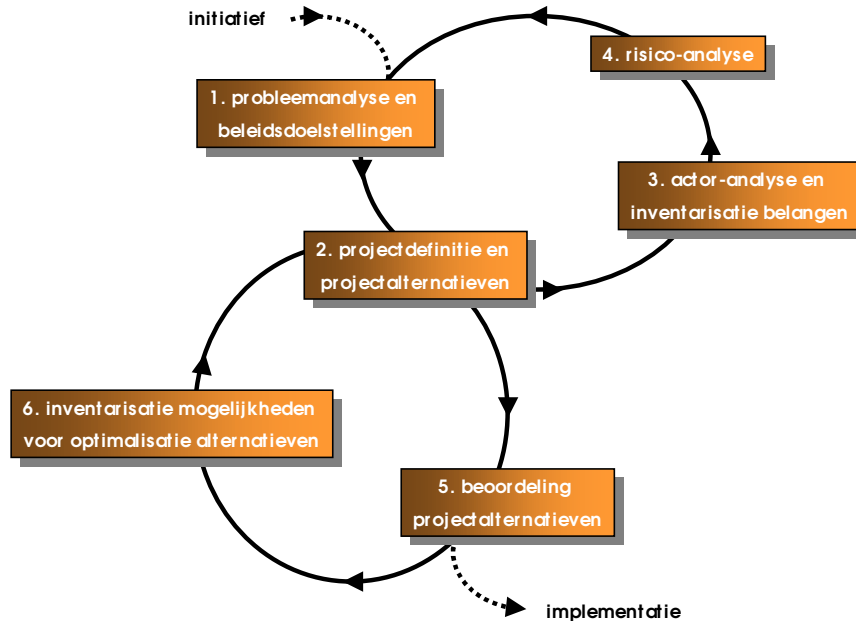 initiatief
1. probleemanalyse en
beleidsdoelstellingen
2. projectdefinitie en
projectalternatieven
3. actor-analyse en
inventarisatie belangen
4. risico-analyse
5. beoordeling
projectalternatieven
6. inventarisatie mogelijkheden
voor optimalisatie alternatieven
implementatie